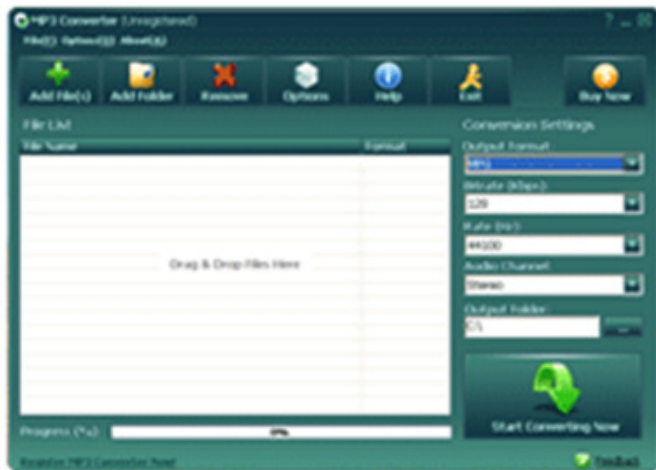 MP3 Converter (Unregistered)
File(F) Options(O) About(A)
Add File(s) Add Folder Remove Options Help Exit Buy Now
File List
Conversion Settings
File Name Format
Output Format:
MP3
Bitrate (Kbps):
128
Rate (Hz):
44100
Drag & Drop Files Here
Audio Channel:
Stereo
Output Folder:
C:\
...
Start Converting Now
Progress (%): 0%
Register MP3 Converter Now!
Feedback